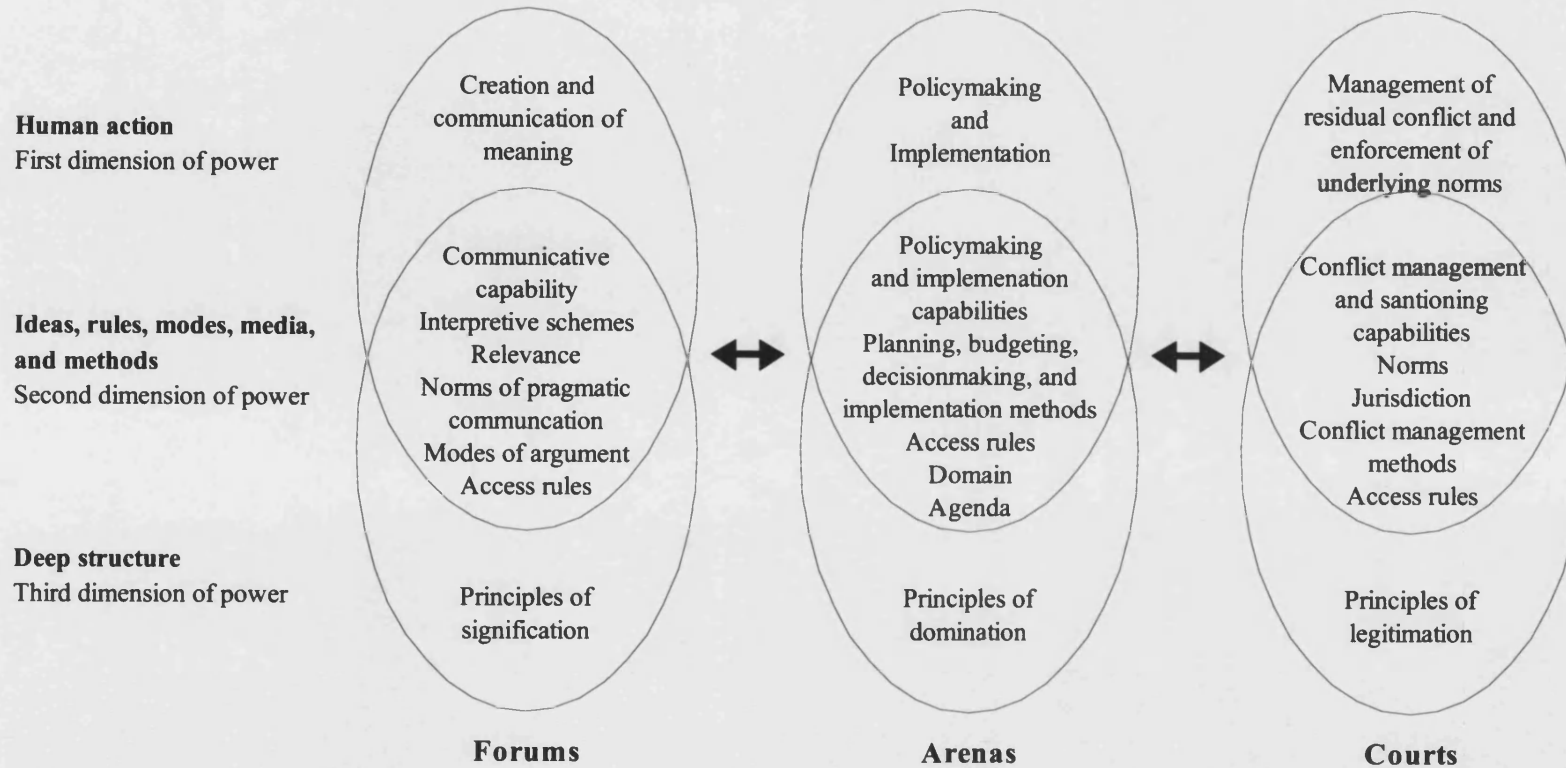 Human action
First dimension of power
Creation and
communication of
meaning
Policymaking
and
Implementation
Management of
residual conflict and
enforcement of
underlying norms
Ideas, rules, modes, media,
and methods
Second dimension of power
Communicative
capability
Interpretive schemes
Relevance
Norms of pragmatic
communcation
Modes of argument
Access rules
Policymaking
and implemenation
capabilities
Planning, budgeting,
decisionmaking, and
implementation methods
Access rules
Domain
Agenda
Conflict management
and santioning
capabilities
Norms
Jurisdiction
Conflict management
methods
Access rules
Deep structure
Third dimension of power
Principles of
signification
Principles of
domination
Principles of
legitimation
Forums
Arenas
Courts